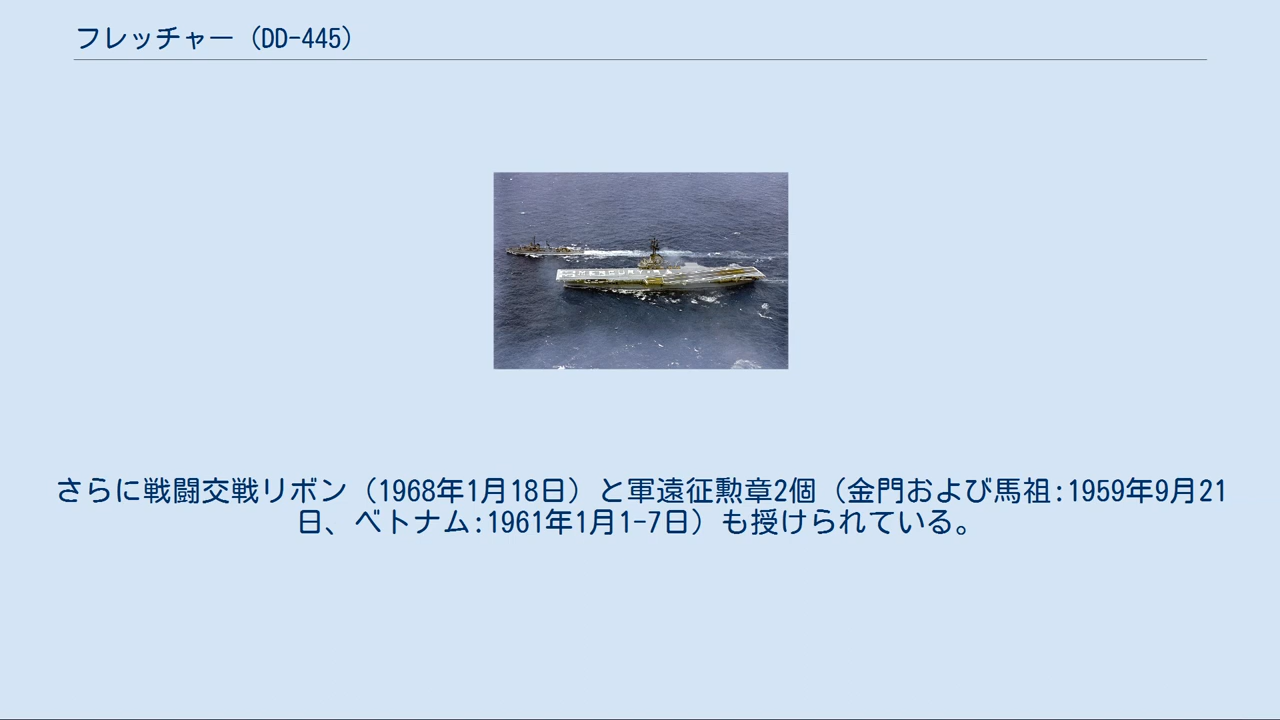 フレッチャー（DD-445）
さらに戦闘交戦リボン（1968年1月18日）と軍遠征勲章2個（金門および馬祖:1959年9月21
日、ベトナム:1961年1月1-7日）も授けられている。